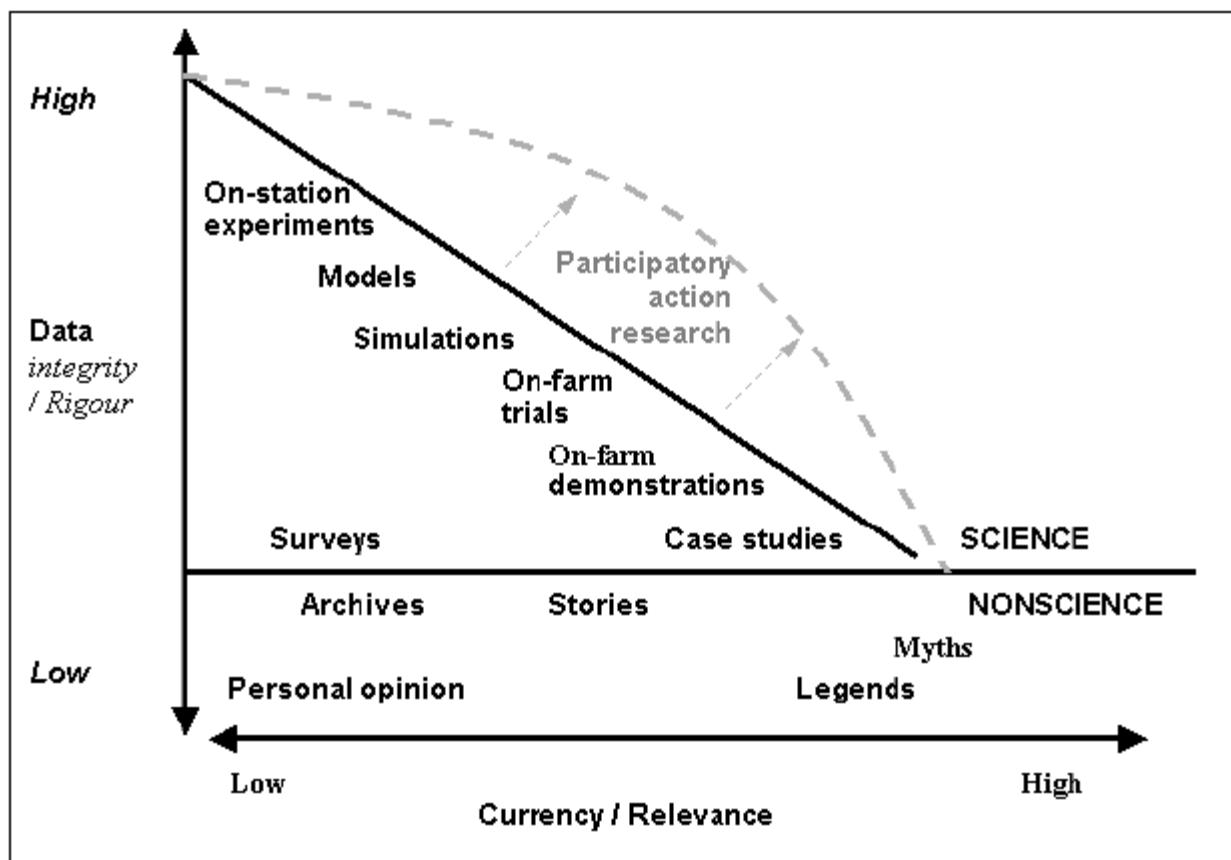 High
On-station
experiments
Models
Participatory
action
research
Data
integrity
/ Rigour
Simulations
On-farm
trials
On-farm
demonstrations
Surveys
Case studies
SCIENCE
Archives
Stories
NONSCIENCE
Myths
Low
Personal opinion
Legends
Low
High
Currency / Relevance